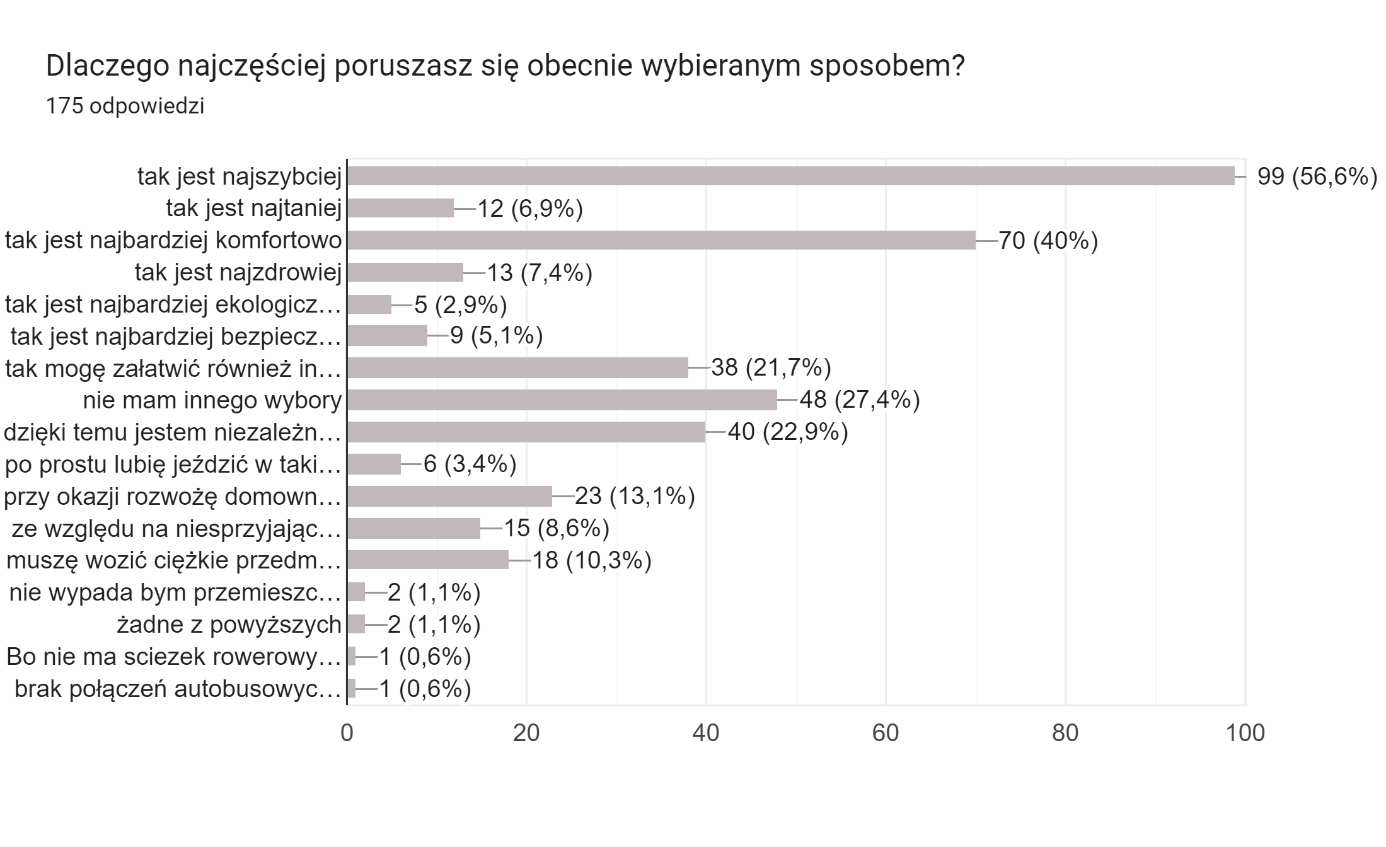 Dlaczego najczęściej poruszasz się obecnie wybieranym sposobem?
175 odpowiedzi
tak jest najszybciej 99 (56,6%)
tak jest najtaniej 12 (6,9%)
tak jest najbardziej komfortowo 70 (40%)
tak jest najzdrowiej 13 (7,4%)
tak jest najbardziej ekologicz… 5 (2,9%)
tak jest najbardziej bezpiecz… 9 (5,1%)
tak mogę załatwić również in… 38 (21,7%)
nie mam innego wybory 48 (27,4%)
dzięki temu jestem niezależn… 40 (22,9%)
po prostu lubię jeździć w taki… 6 (3,4%)
przy okazji rozwożę domown… 23 (13,1%)
ze względu na niesprzyjając… 15 (8,6%)
muszę wozić ciężkie przedm… 18 (10,3%)
nie wypada bym przemieszc… 2 (1,1%)
żadne z powyższych 2 (1,1%)
Bo nie ma sciezek rowerowy… 1 (0,6%)
brak połączeń autobusowyc… 1 (0,6%)
0 20 40 60 80 100